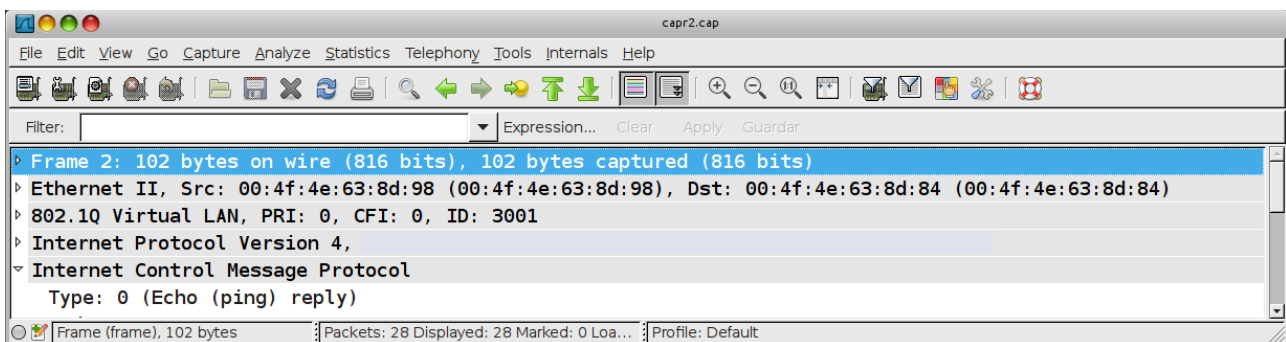 capr2.cap
File Edit View Go Capture Analyze Statistics Telephony Tools Internals Help
Filter: Expression... Clear Apply Guardar
Frame 2: 102 bytes on wire (816 bits), 102 bytes captured (816 bits)
Ethernet II, Src: 00:4f:4e:63:8d:98 (00:4f:4e:63:8d:98), Dst: 00:4f:4e:63:8d:84 (00:4f:4e:63:8d:84)
802.1Q Virtual LAN, PRI: 0, CFI: 0, ID: 3001
Internet Protocol Version 4,
Internet Control Message Protocol
Type: 0 (Echo (ping) reply)
Frame (frame), 102 bytes Packets: 28 Displayed: 28 Marked: 0 Loa... Profile: Default